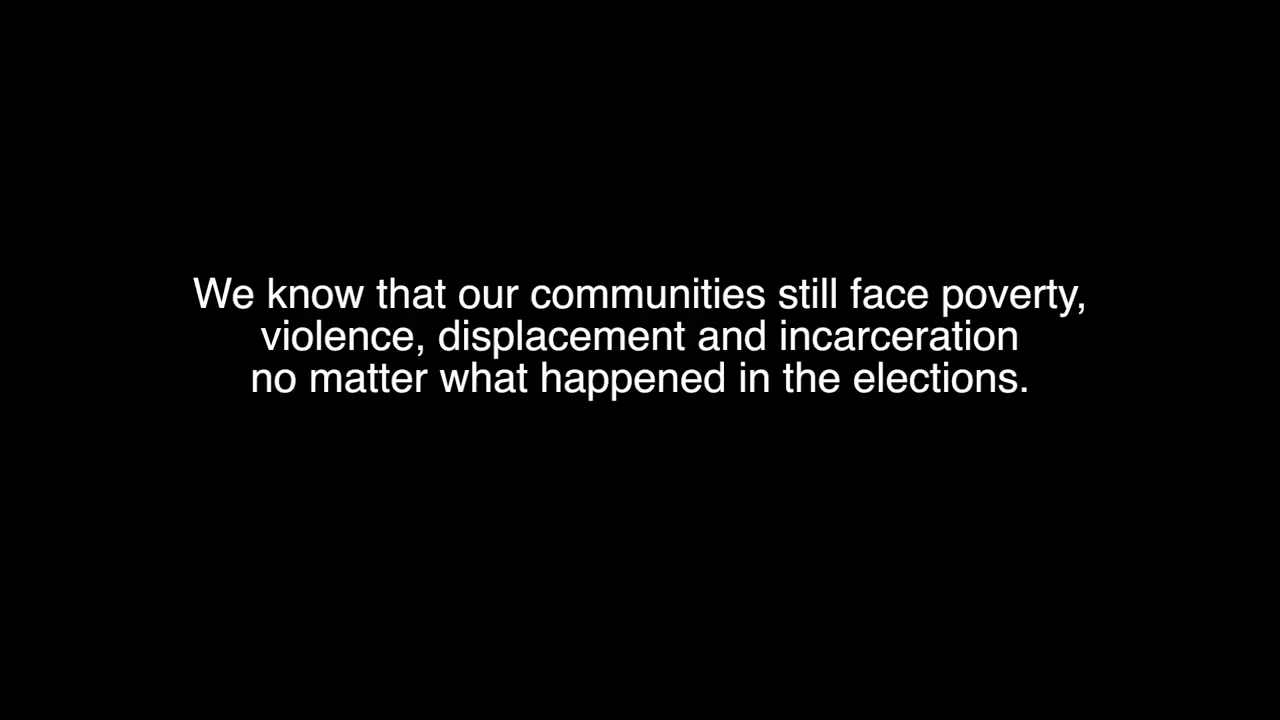 We know that our communities still face poverty,
violence, displacement and incarceration
no matter what happened in the elections.